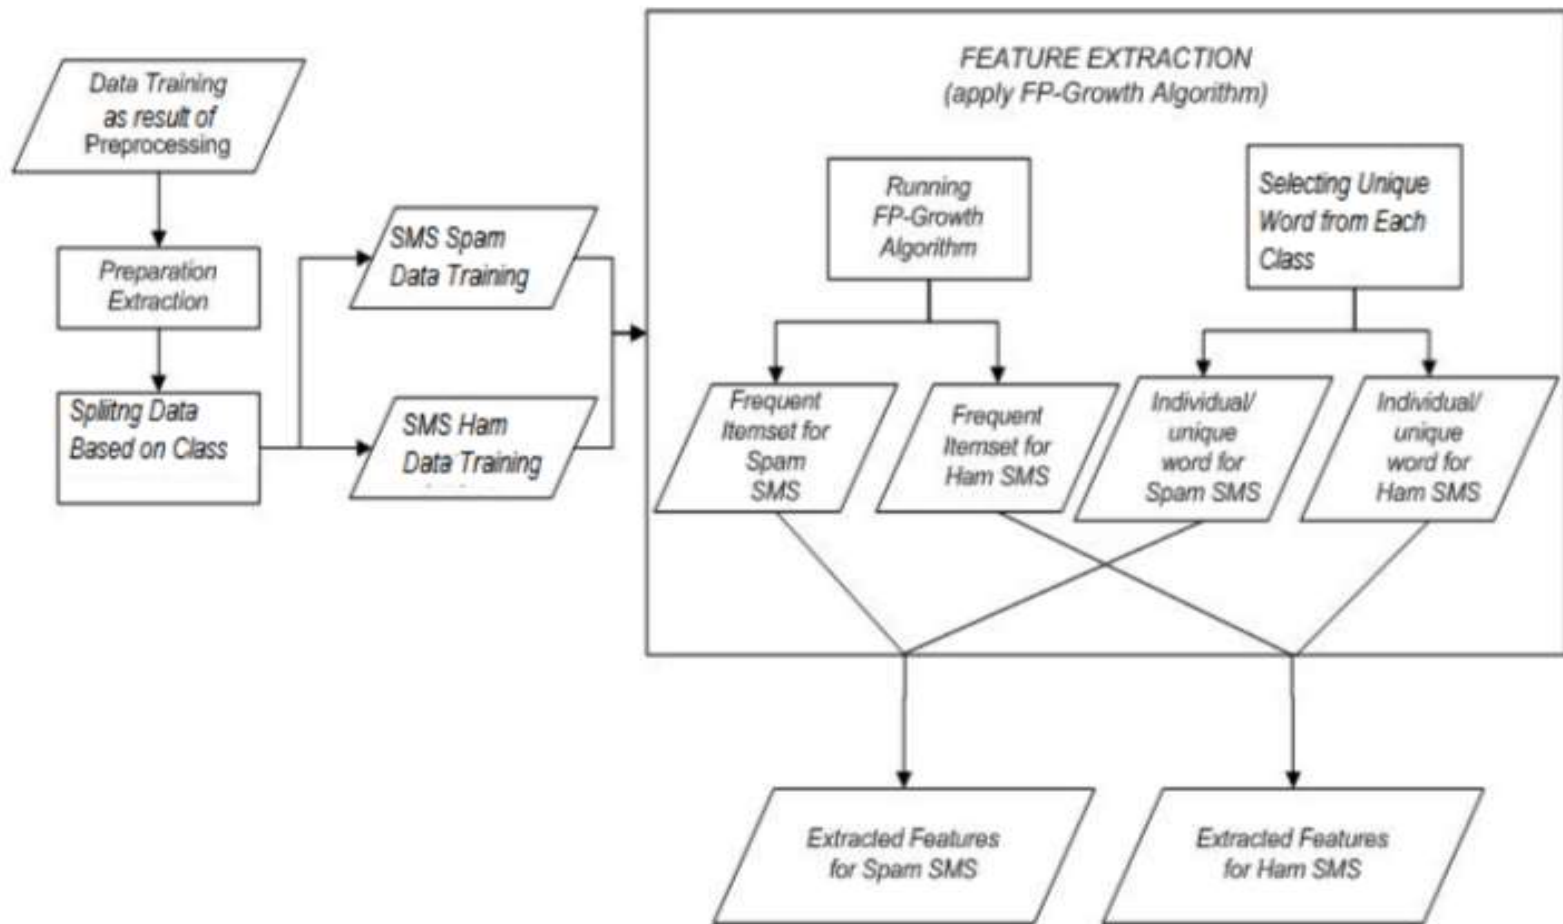 Data Training
as result of
Preprocessing
Preparation
Extraction
Spliitng Data
Based on Class
SMS Spam
Data Training
SMS Ham
Data Training
FEATURE EXTRACTION
(apply FP-Growth Algorithm)
Running
FP-Growth
Algorithm
Selecting Unique
Word from Each
Class
Frequent
Itemset for
Spam
SMS
Frequent
Itemset for
Ham SMS
Individual/
unique
word for
Spam SMS
Individual/
unique
word for
Ham SMS
Extracted Features
for Spam SMS
Extracted Features
for Ham SMS